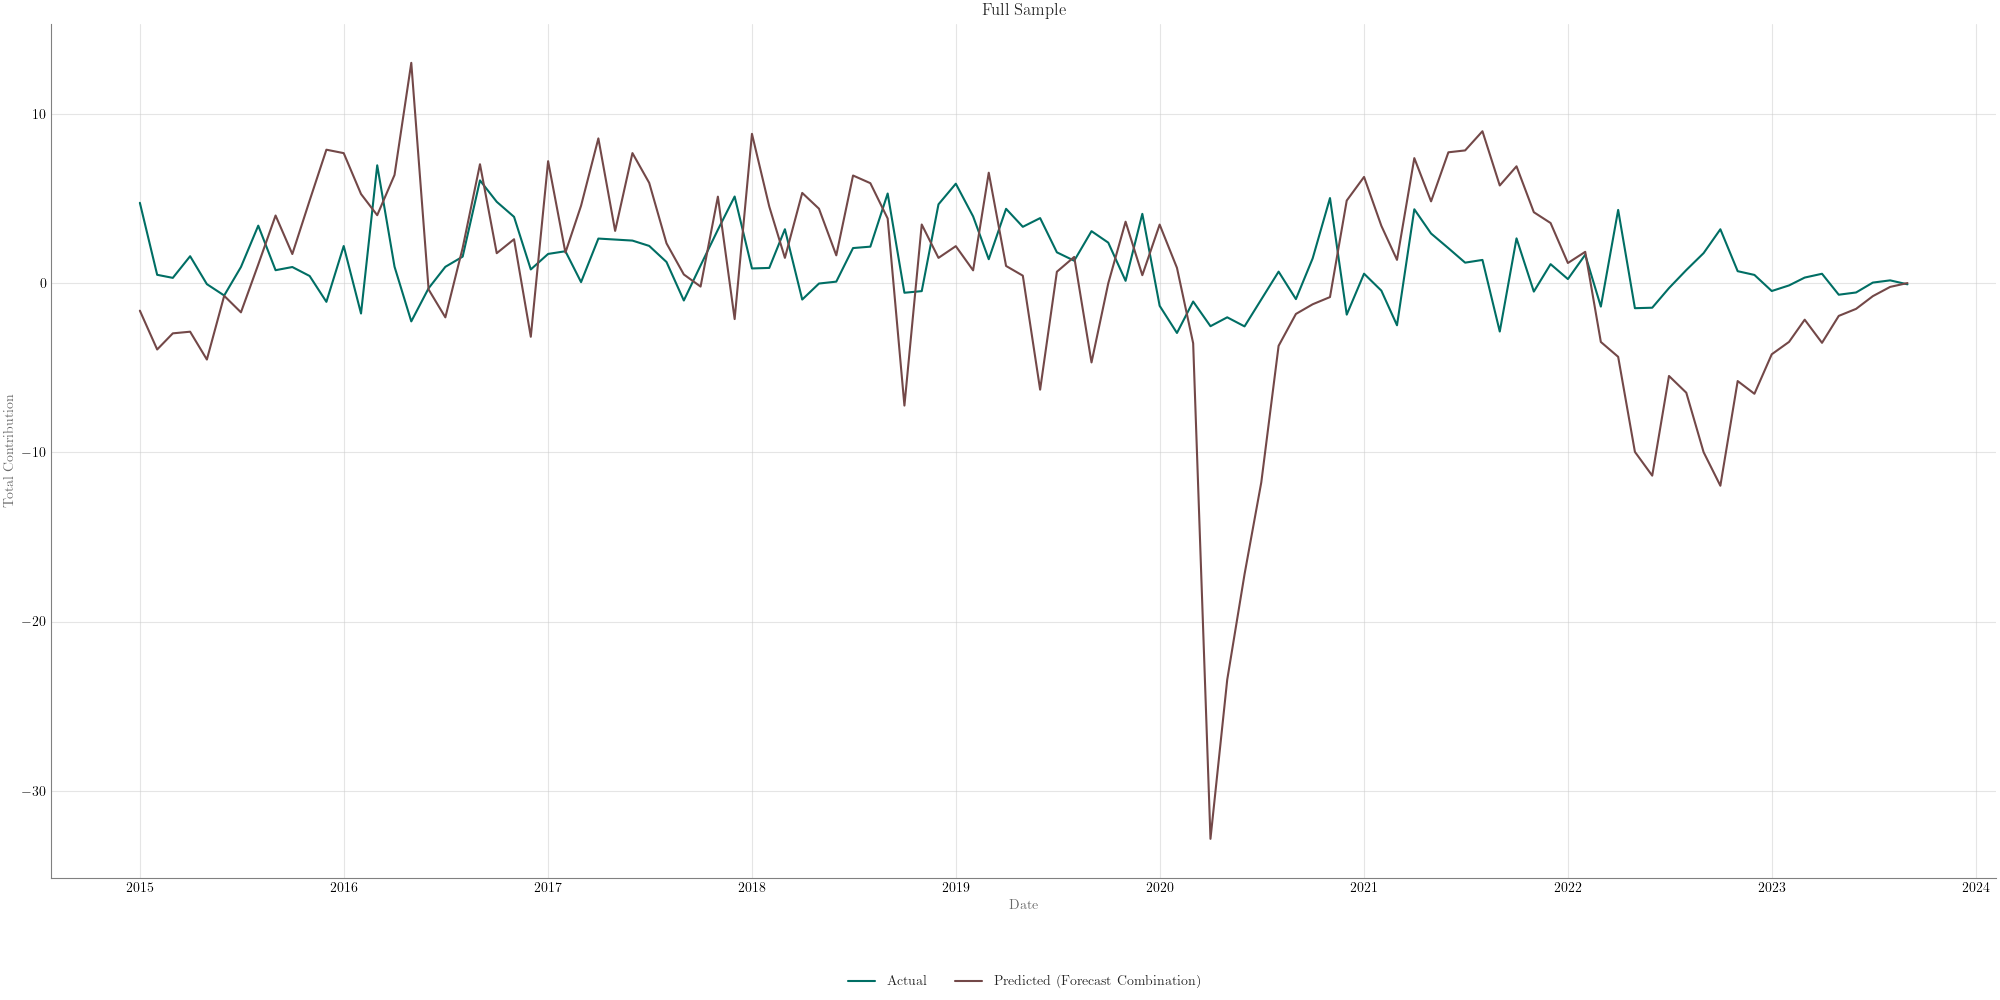 Full Sample
10
0
−10
−20
−30
Total Contribution
2015 2016 2017 2018 2019 2020 2021 2022 2023 2024
Date
Actual Predicted (Forecast Combination)